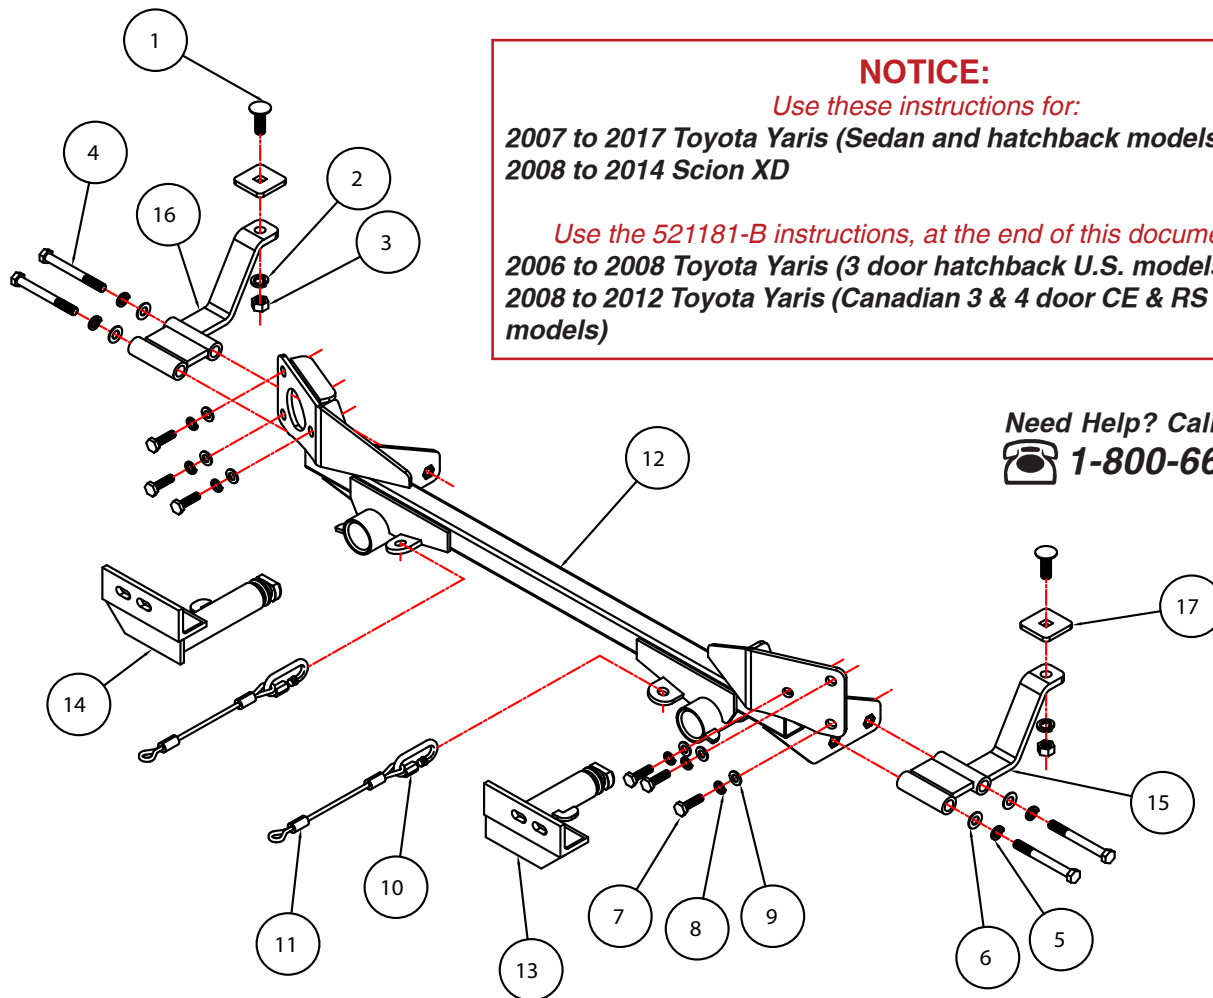 1
NOTICE:
Use these instructions for:
2007 to 2017 Toyota Yaris (Sedan and hatchback models
2008 to 2014 Scion XD
Use the 521181-B instructions, at the end of this docume
2006 to 2008 Toyota Yaris (3 door hatchback U.S. models
2008 to 2012 Toyota Yaris (Canadian 3 & 4 door CE & RS
models)
4
2
16
3
Need Help? Call
1-800-66
12
17
14
15
10
7
9
8
11
13
6
5